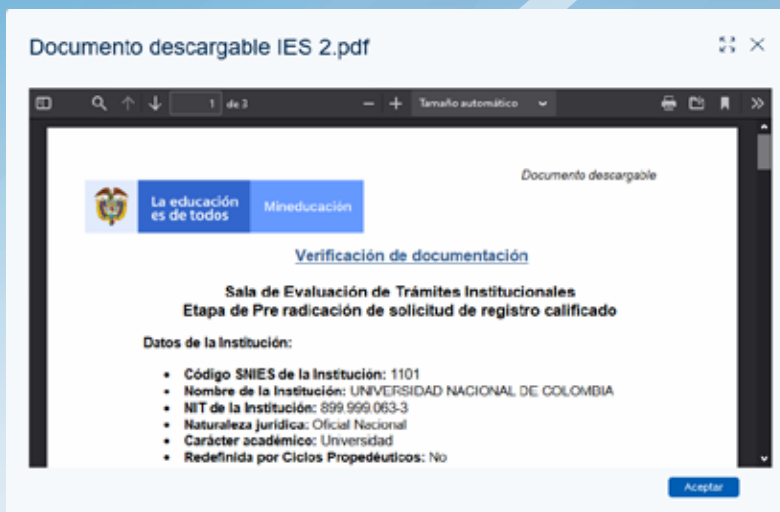 Documento descargable IES 2.pdf
1 de 3
Tamaño automático
Documento descargable
La educación
es de todos
Mineducación
Verificación de documentación
Sala de Evaluación de Trámites Institucionales
Etapa de Pre radicación de solicitud de registro calificado
Datos de la Institución:
• Código SNIES de la Institución: 1101
• Nombre de la Institución: UNIVERSIDAD NACIONAL DE COLOMBIA
• NIT de la Institución: 899.999.063-3
• Naturaleza jurídica: Oficial Nacional
• Carácter académico: Universidad
• Redefinida por Ciclos Propedéuticos: No
Aceptar